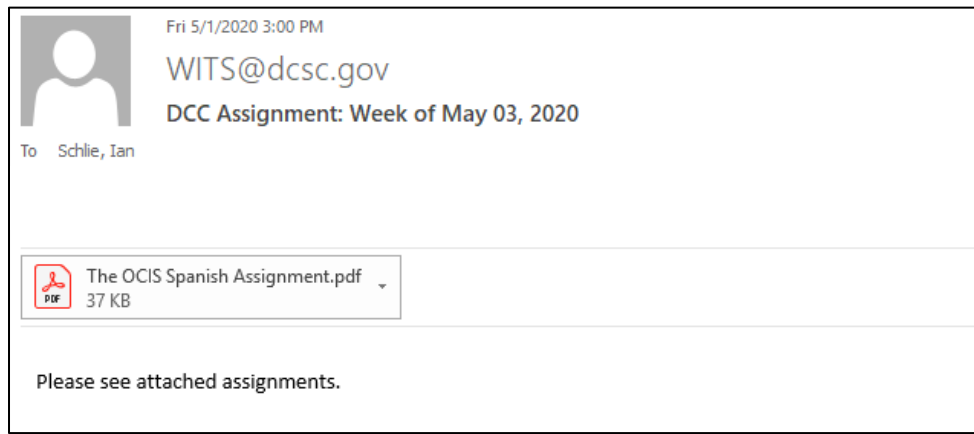 Fri 5/1/2020 3:00 PM
WITS@dcsc.gov
DCC Assignment: Week of May 03, 2020
To Schlie, Ian
The OCIS Spanish Assignment.pdf
PDF
37 KB
Please see attached assignments.